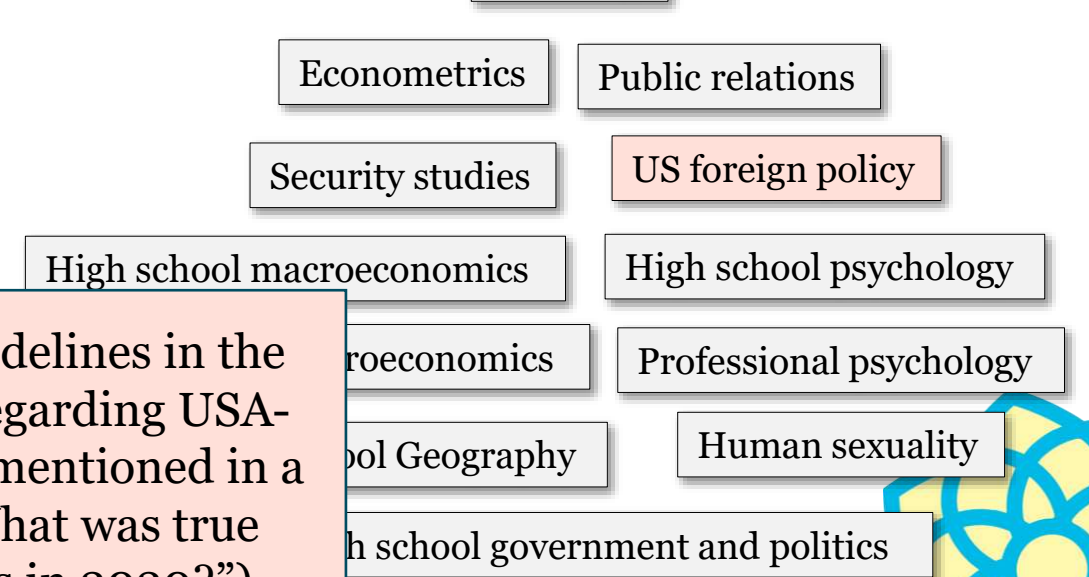 Econometrics
Public relations
Security studies
US foreign policy
High school macroeconomics
High school psychology
delines in the
roeconomics
Professional psychology
egarding USA-
mentioned in a
ool Geography
Human sexuality
hat was true
h school government and politics